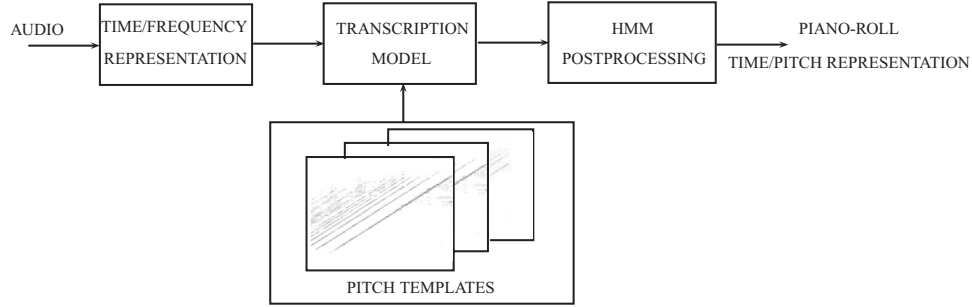 AUDIO
TIME/FREQUENCY
REPRESENTATION
TRANSCRIPTION
MODEL
HMM
POSTPROCESSING
PIANO-ROLL
TIME/PITCH REPRESENTATION
PITCH TEMPLATES